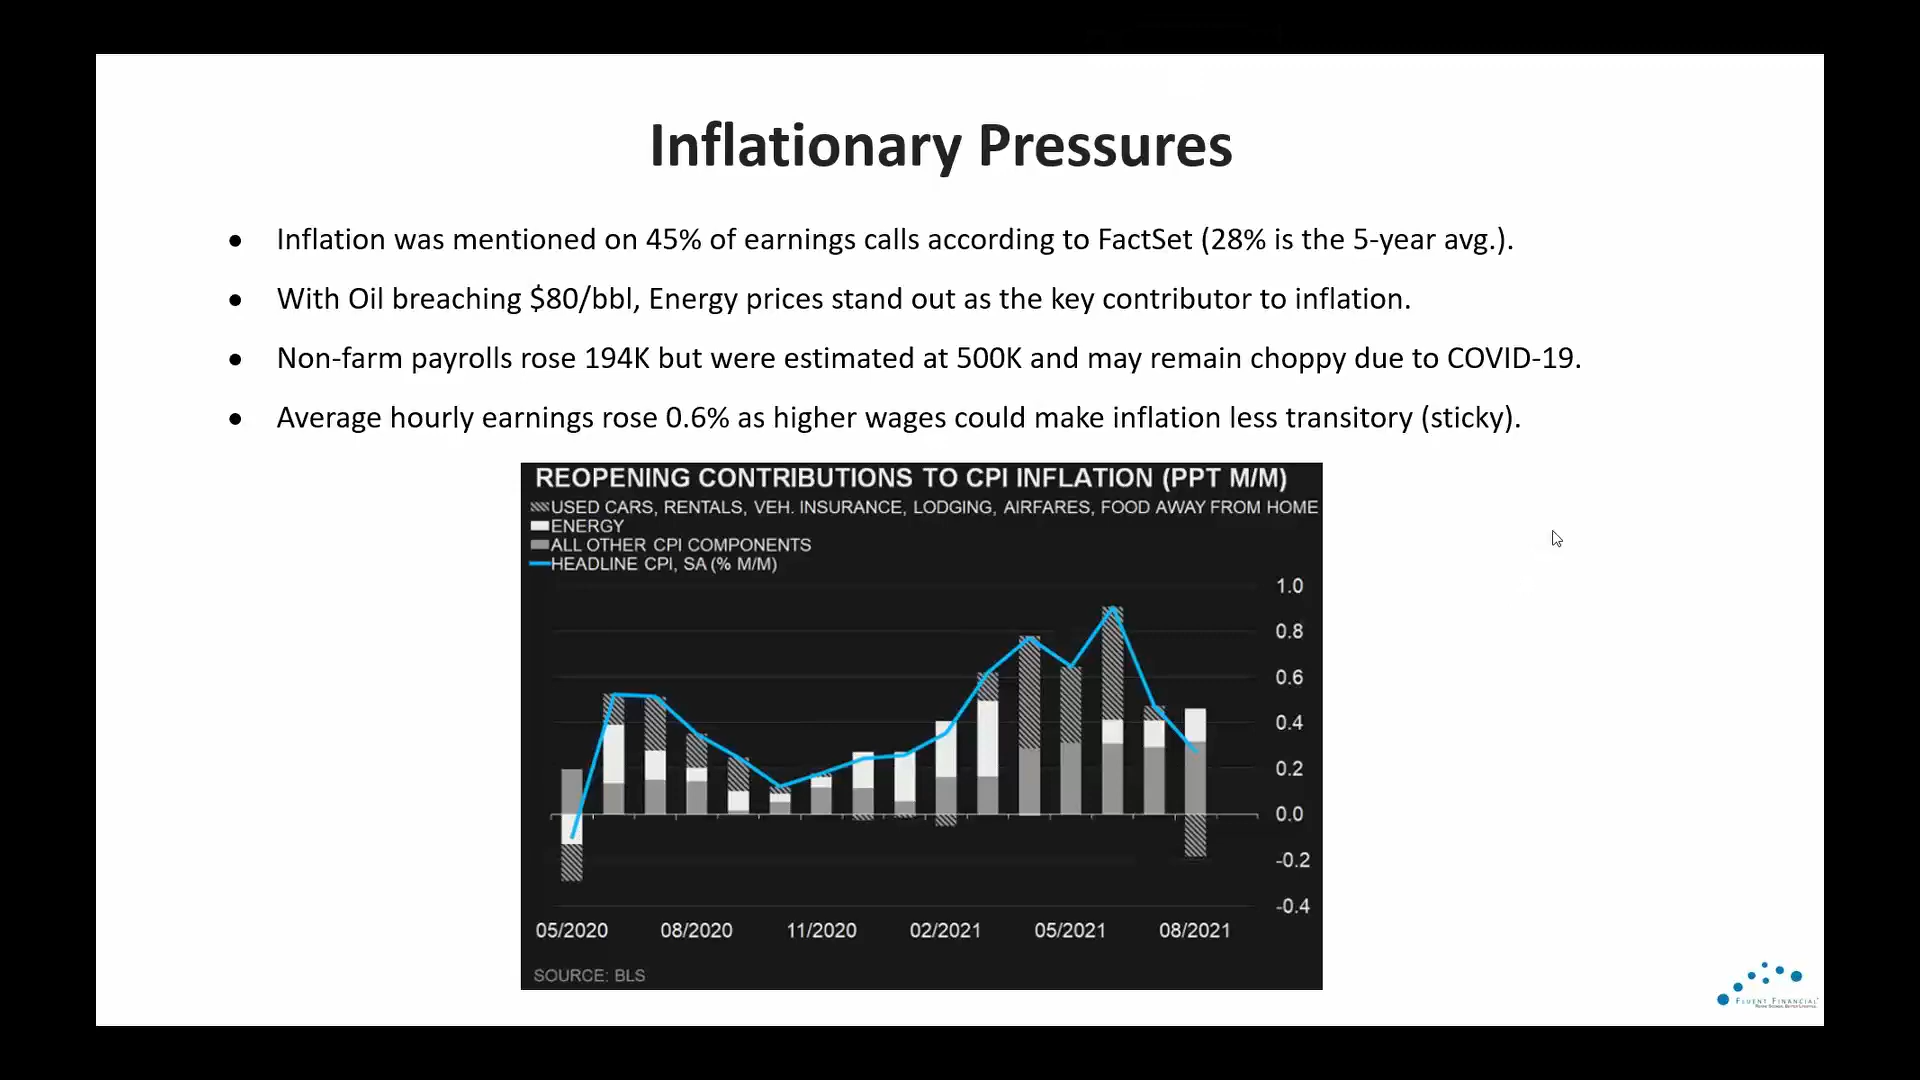 Inflationary Pressures
● Inflation was mentioned on 45% of earnings calls according to FactSet (28% is the 5-year avg.).
● With Oil breaching $80/bbl, Energy prices stand out as the key contributor to inflation.
● Non-farm payrolls rose 194K but were estimated at 500K and may remain choppy due to COVID-19.
● Average hourly earnings rose 0.6% as higher wages could make inflation less transitory (sticky).
REOPENING CONTRIBUTIONS TO CPI INFLATION (PPT M/M)
USED CARS, RENTALS, VEH. INSURANCE, LODGING, AIRFARES, FOOD AWAY FROM HOME
ENERGY
ALL OTHER CPI COMPONENTS
HEADLINE CPI, SA (% M/M)
1.0
0.8
0.6
0.4
0.2
0.0
-0.2
-0.4
05/2020 08/2020 11/2020 02/2021 05/2021 08/2021
SOURCE: BLS
FLUENT FINANCIAL